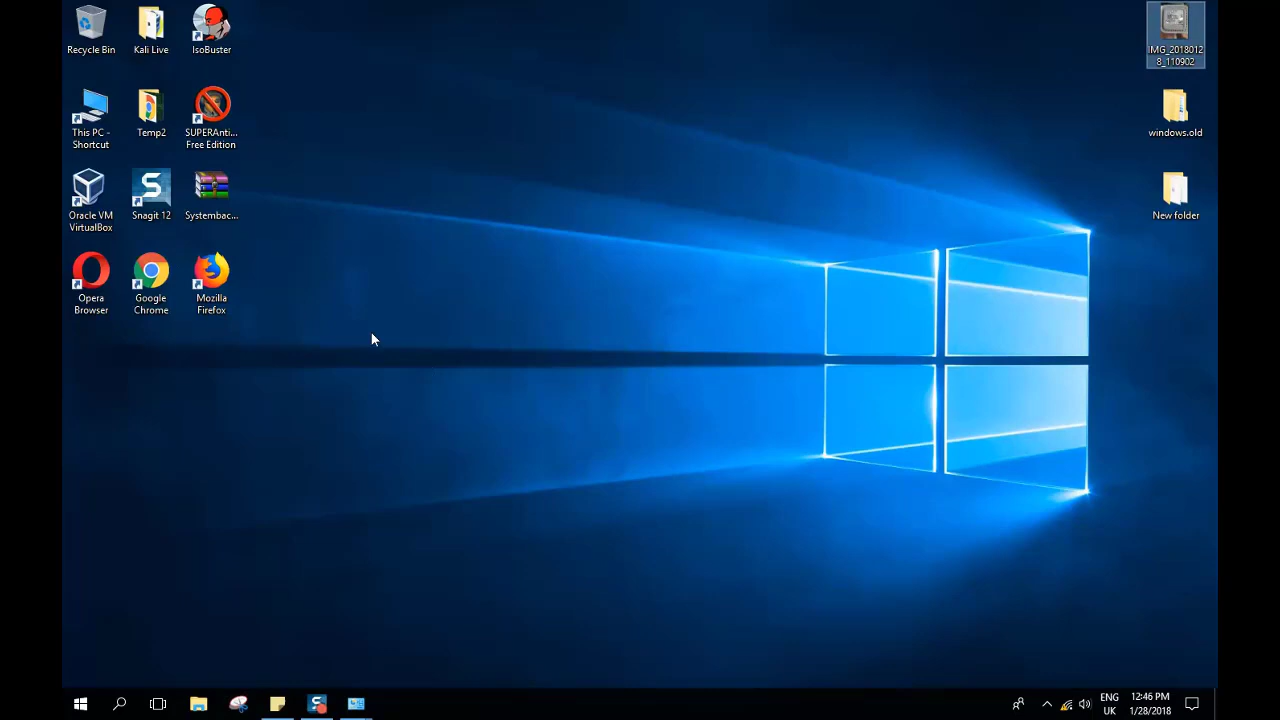 Recycle Bin
Kali Live
IsoBuster
This PC -
Shortcut
Temp2
SUPERAnti...
Free Edition
Oracle VM
VirtualBox
Snagit 12
Systembac...
Opera
Browser
Google
Chrome
Mozilla
Firefox
IMG_2018012
8_110902
windows.old
New folder
ENG
UK
12:46 PM
1/28/2018